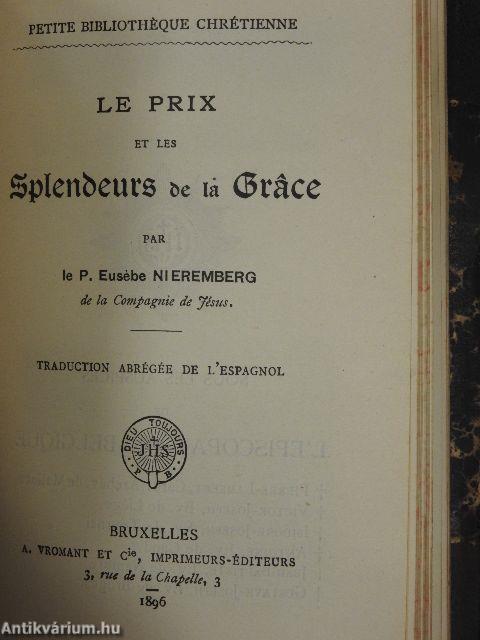 PETITE BIBLIOTHÈQUE CHRÉTIENNE
LE PRIX
ET LES
Splendeurs de la Grâce
PAR
le P. Eusèbe NIEREMBERG
de la Compagnie de Jésus.
TRADUCTION ABRÉGÉE DE L'ESPAGNOL
DIEU TOUJOURS
JHS
P B
BRUXELLES
A. VROMANT ET Cie, IMPRIMEURS-ÉDITEURS
3, rue de la Chapelle, 3
1896
Antikvárium.hu